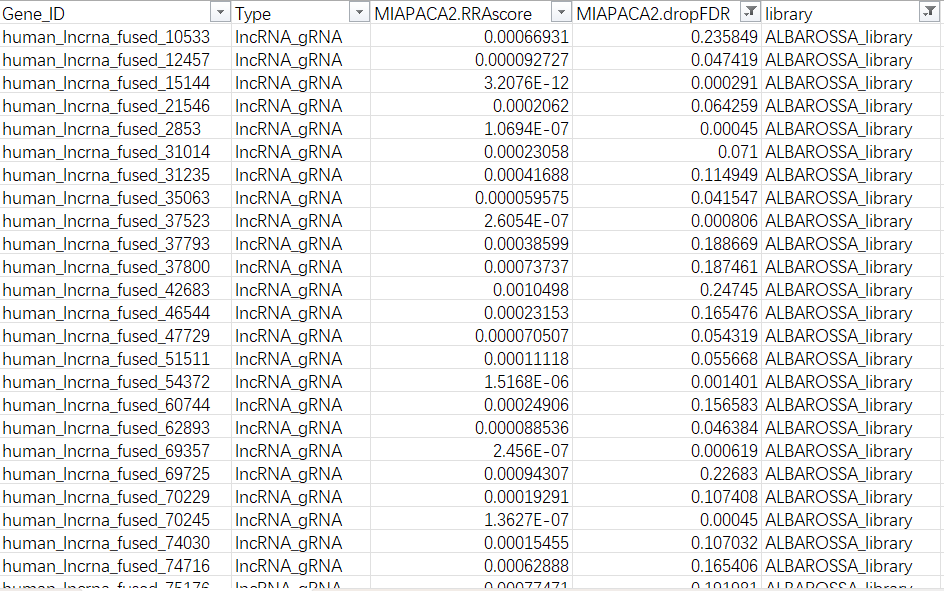 Gene_ID Type MIAPACA2.RRAscore MIAPACA2.dropFDR library
human_lncrna_fused_10533 lncRNA_gRNA 0.00066931 0.235849 ALBAROSSA_library
human_lncrna_fused_12457 lncRNA_gRNA 0.000092727 0.047419 ALBAROSSA_library
human_lncrna_fused_15144 lncRNA_gRNA 3.2076E-12 0.000291 ALBAROSSA_library
human_lncrna_fused_21546 lncRNA_gRNA 0.0002062 0.064259 ALBAROSSA_library
human_lncrna_fused_2853 lncRNA_gRNA 1.0694E-07 0.00045 ALBAROSSA_library
human_lncrna_fused_31014 lncRNA_gRNA 0.00023058 0.071 ALBAROSSA_library
human_lncrna_fused_31235 lncRNA_gRNA 0.00041688 0.114949 ALBAROSSA_library
human_lncrna_fused_35063 lncRNA_gRNA 0.000059575 0.041547 ALBAROSSA_library
human_lncrna_fused_37523 lncRNA_gRNA 2.6054E-07 0.000806 ALBAROSSA_library
human_lncrna_fused_37793 lncRNA_gRNA 0.00038599 0.188669 ALBAROSSA_library
human_lncrna_fused_37800 lncRNA_gRNA 0.00073737 0.187461 ALBAROSSA_library
human_lncrna_fused_42683 lncRNA_gRNA 0.0010498 0.24745 ALBAROSSA_library
human_lncrna_fused_46544 lncRNA_gRNA 0.00023153 0.165476 ALBAROSSA_library
human_lncrna_fused_47729 lncRNA_gRNA 0.000070507 0.054319 ALBAROSSA_library
human_lncrna_fused_51511 lncRNA_gRNA 0.00011118 0.055668 ALBAROSSA_library
human_lncrna_fused_54372 lncRNA_gRNA 1.5168E-06 0.001401 ALBAROSSA_library
human_lncrna_fused_60744 lncRNA_gRNA 0.00024906 0.156583 ALBAROSSA_library
human_lncrna_fused_62893 lncRNA_gRNA 0.000088536 0.046384 ALBAROSSA_library
human_lncrna_fused_69357 lncRNA_gRNA 2.456E-07 0.000619 ALBAROSSA_library
human_lncrna_fused_69725 lncRNA_gRNA 0.00094307 0.22683 ALBAROSSA_library
human_lncrna_fused_70229 lncRNA_gRNA 0.00019291 0.107408 ALBAROSSA_library
human_lncrna_fused_70245 lncRNA_gRNA 1.3627E-07 0.00045 ALBAROSSA_library
human_lncrna_fused_74030 lncRNA_gRNA 0.00015455 0.107032 ALBAROSSA_library
human_lncrna_fused_74716 lncRNA_gRNA 0.00062888 0.165406 ALBAROSSA_library
lncRNA_gRNA ALBAROSSA_library